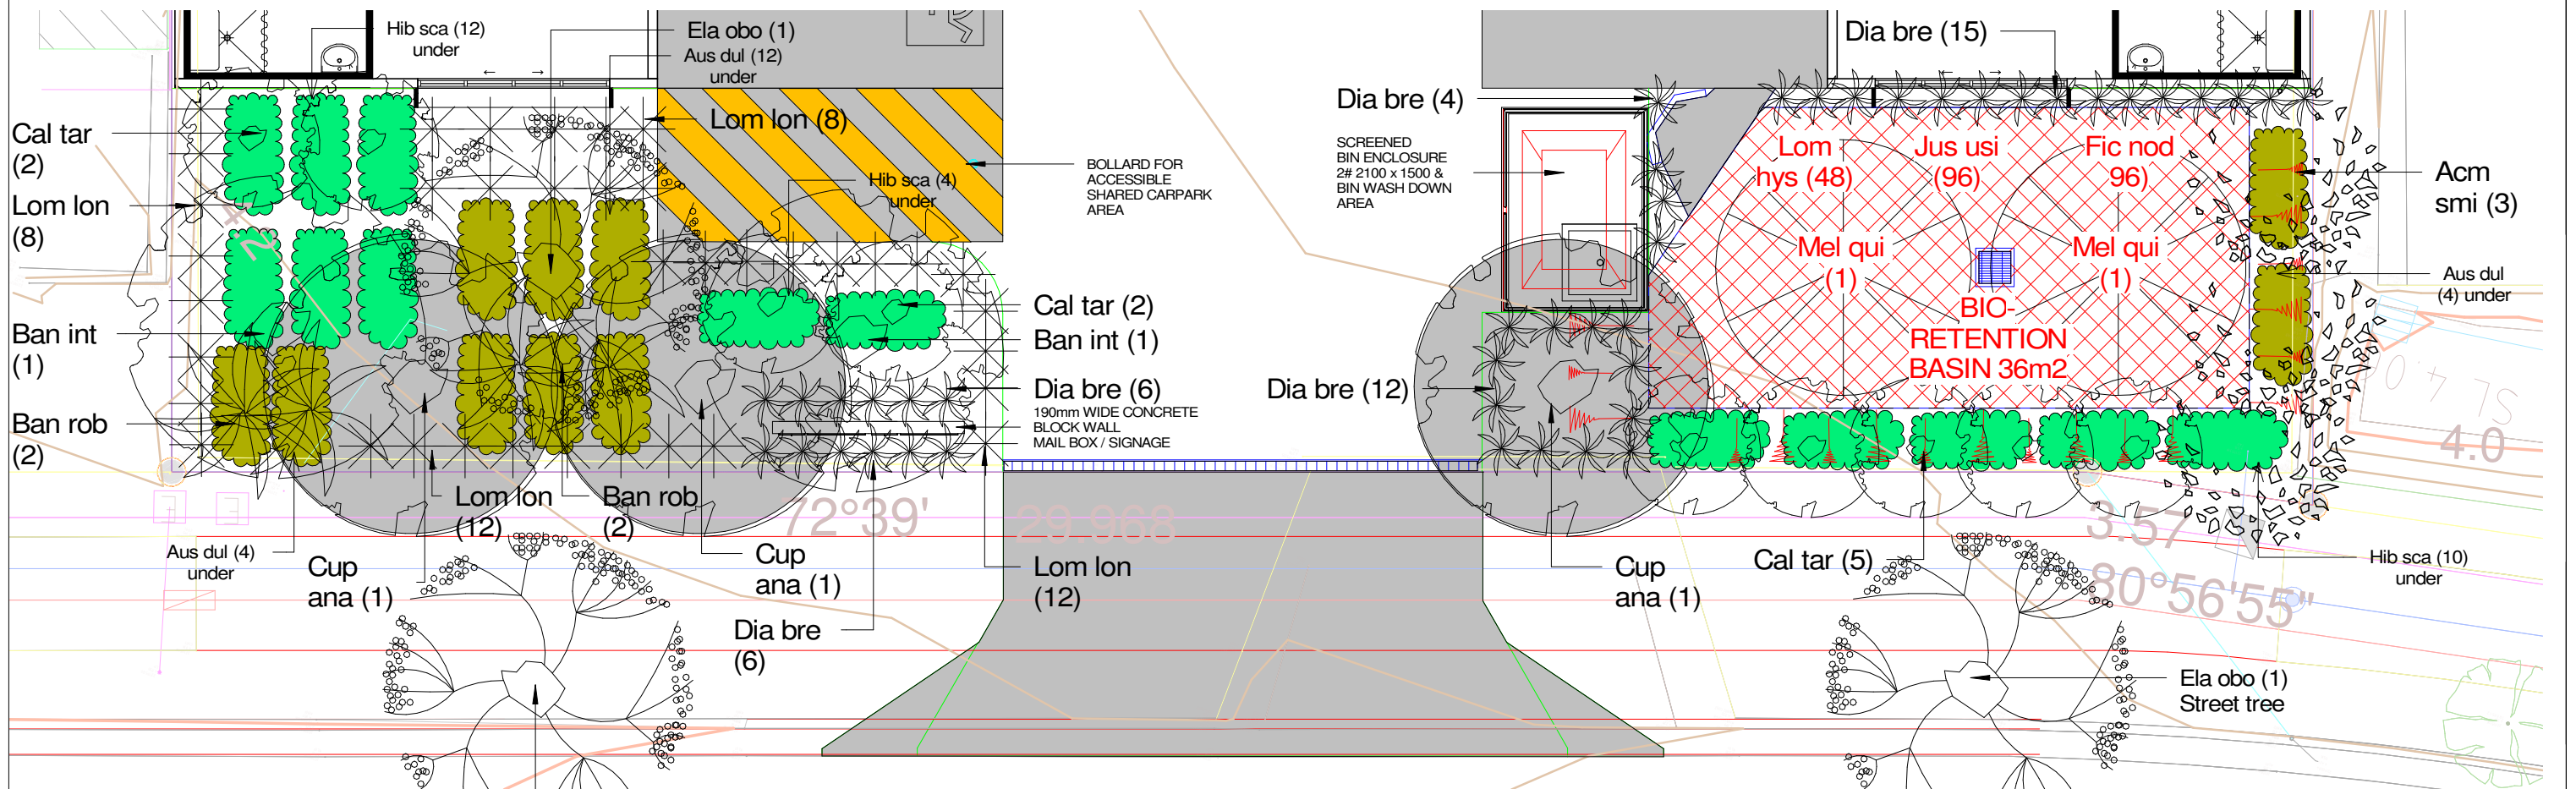 Hib sca (12)
under
Ela obo (1)
Aus dul (12)
under
Lom lon (8)
Cal tar
(2)
Lom lon
(8)
Ban int
(1)
Ban rob
(2)
Hib sca (4)
under
BOLLARD FOR
ACCESSIBLE
SHARED CARPARK
AREA
Cal tar (2)
Ban int (1)
Dia bre (6)
190mm WIDE CONCRETE
BLOCK WALL
MAIL BOX / SIGNAGE
Lom lon
(12)
Ban rob
(2)
Aus dul (4)
under
Cup
ana (1)
Cup
ana (1)
Dia bre
(6)
Lom lon
(12)
72°39'
29.968
Dia bre (15)
Dia bre (4)
SCREENED
BIN ENCLOSURE
2# 2100 x 1500 &
BIN WASH DOWN
AREA
Lom
hys (48)
Jus usi
(96)
Fic nod
96)
Mel qui
(1)
Mel qui
(1)
BIO-
RETENTION
BASIN 36m2
Acm
smi (3)
Aus dul
(4) under
Dia bre (12)
Cup
ana (1)
Cal tar (5)
Hib sca (10)
under
Ela obo (1)
Street tree
3.57
80°56'55"
SL 4.0
4.0
E
E